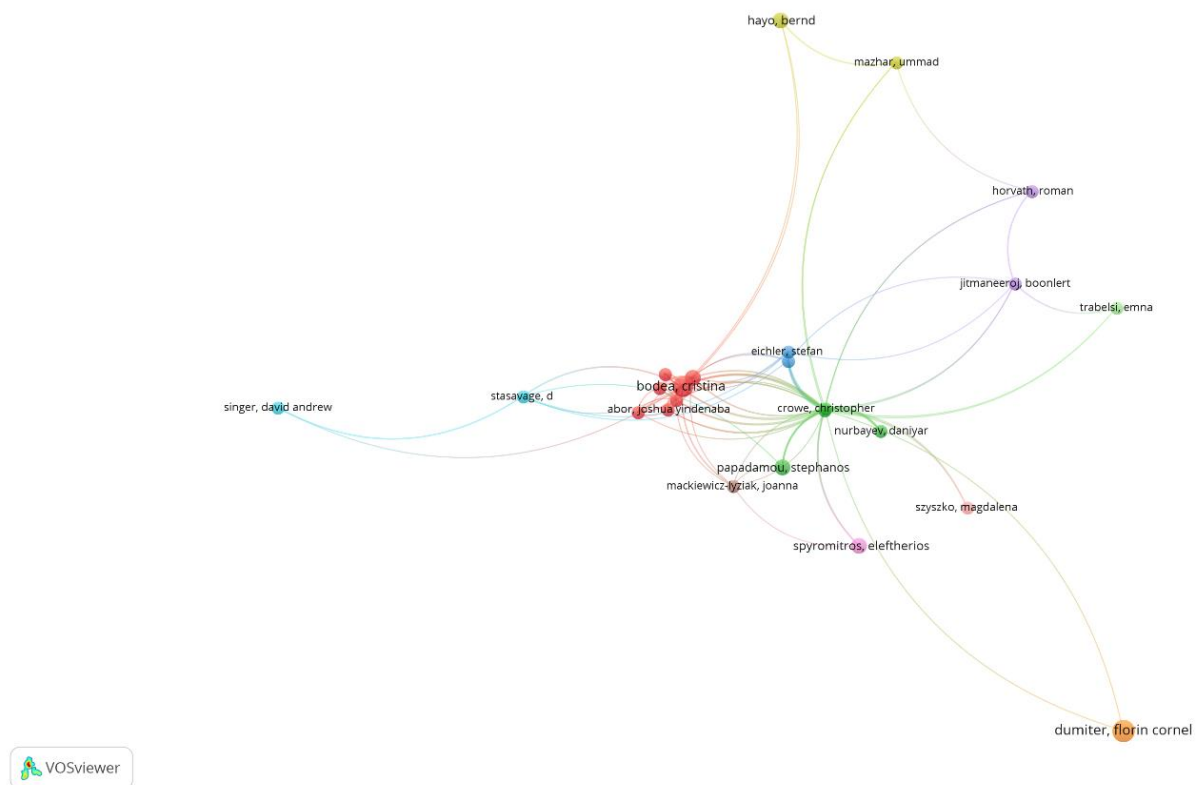 hayo, bernd
mazhar, ummad
horvath, roman
jitmaneeroj, boonlert
trabelsi, emna
eichler, stefan
bodea, cristina
stasavage, d
singer, david andrew
abor, joshua yindenaba
crowe, christopher
nurbayev, daniyar
papadamou, stephanos
mackiewicz-lyziak, joanna
szyszko, magdalena
spyromitros, eleftherios
dumiter, florin cornel
VOSviewer